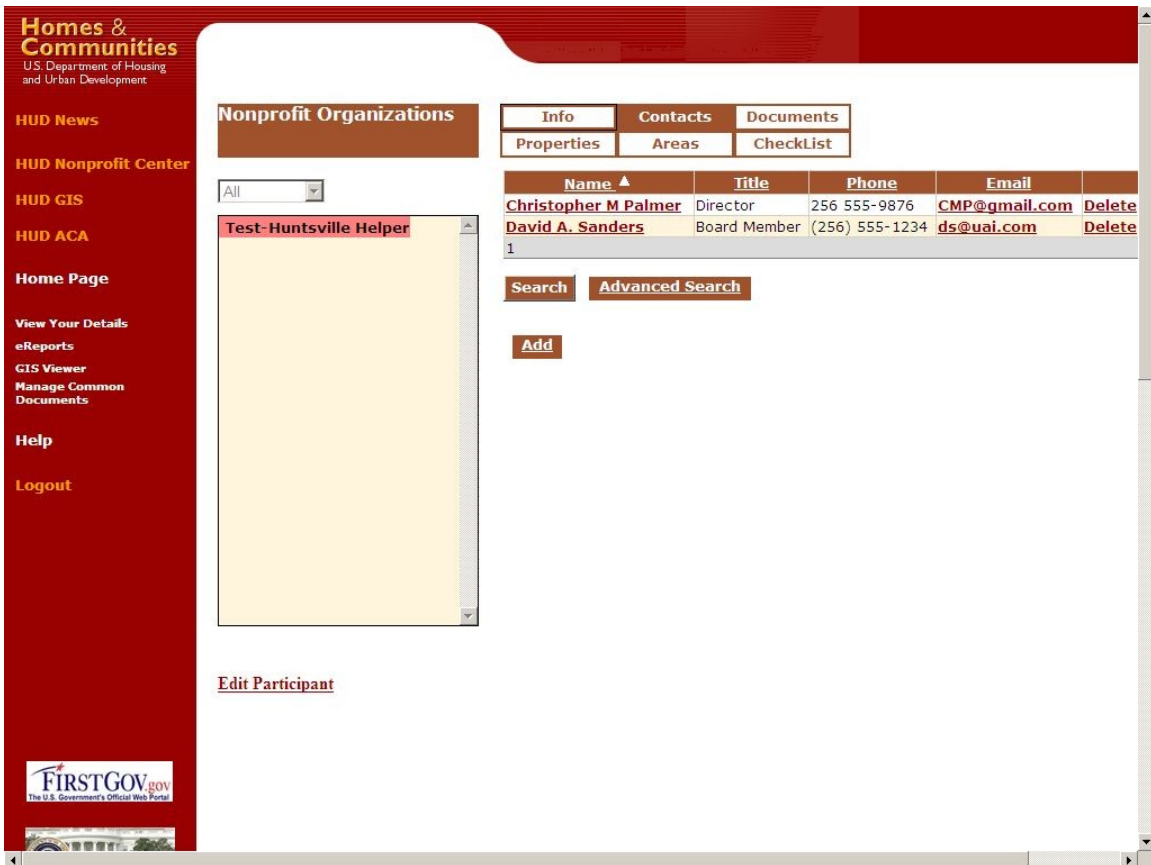 Homes &
Communities
U.S. Department of Housing
and Urban Development
HUD News
HUD Nonprofit Center
HUD GIS
HUD ACA
Home Page
View Your Details
eReports
GIS Viewer
Manage Common
Documents
Help
Logout
FIRSTGOV.gov
The U.S. Government's Official Web Portal
Nonprofit Organizations
All
Test-Huntsville Helper
Edit Participant
Info Contacts Documents
Properties Areas CheckList
Name Title Phone Email
Christopher M Palmer Director 256 555-9876 CMP@gmail.com Delete
David A. Sanders Board Member (256) 555-1234 ds@uai.com Delete
1
Search Advanced Search
Add